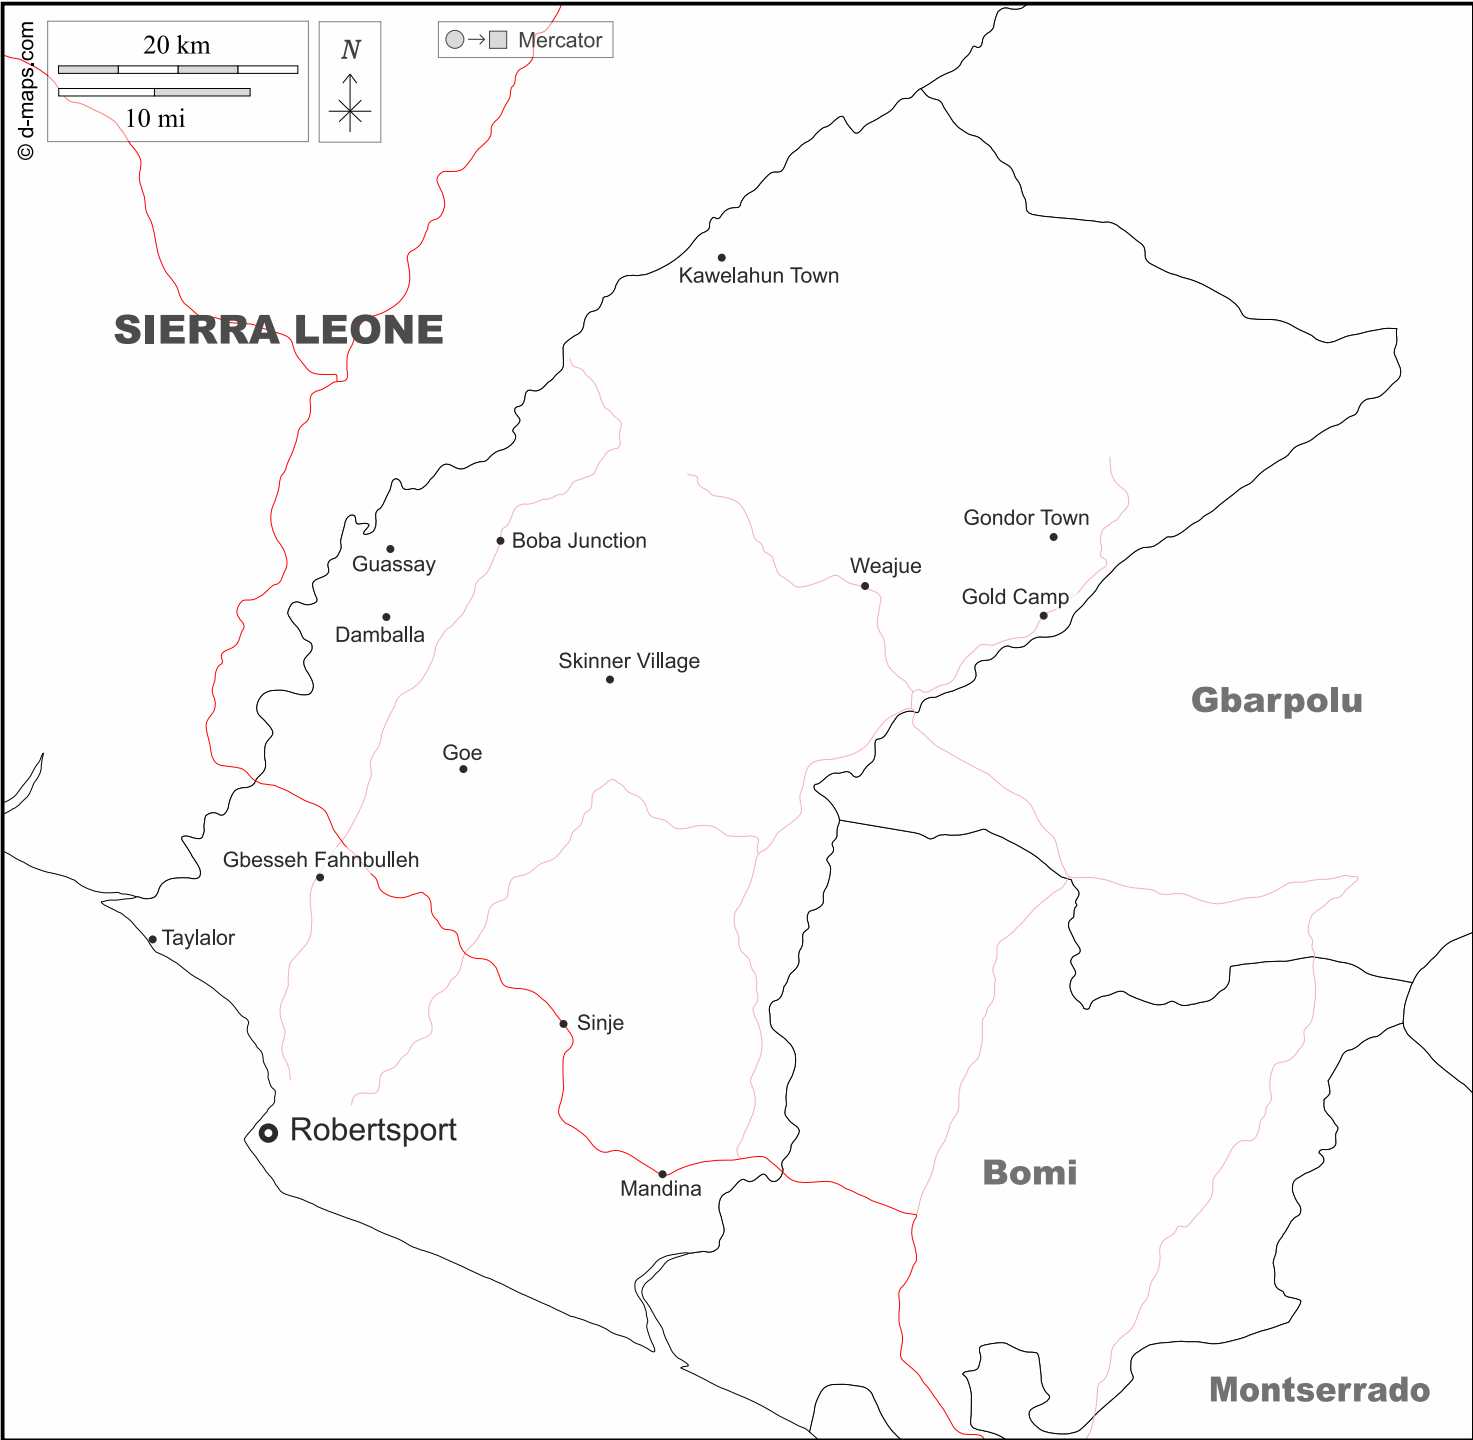 © d-maps.com
20 km
10 mi
N
Mercator
Kawelahun Town
SIERRA LEONE
Gondor Town
Boba Junction
Guassay
Weajue
Gold Camp
Damballa
Skinner Village
Gbarpolu
Goe
Gbesseh Fahnbulleh
Taylalor
Sinje
Robertsport
Bomi
Mandina
Montserrado